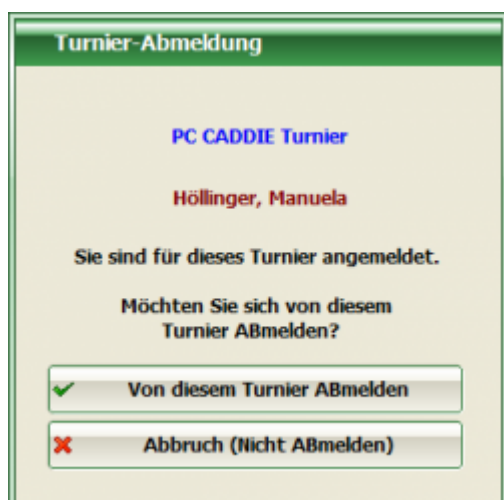 Turnier-Abmeldung
PC CADDIE Turnier
Höllinger, Manuela
Sie sind für dieses Turnier angemeldet.
Möchten Sie sich von diesem
Turnier ABmelden?
Von diesem Turnier ABmelden
Abbruch (Nicht ABmelden)